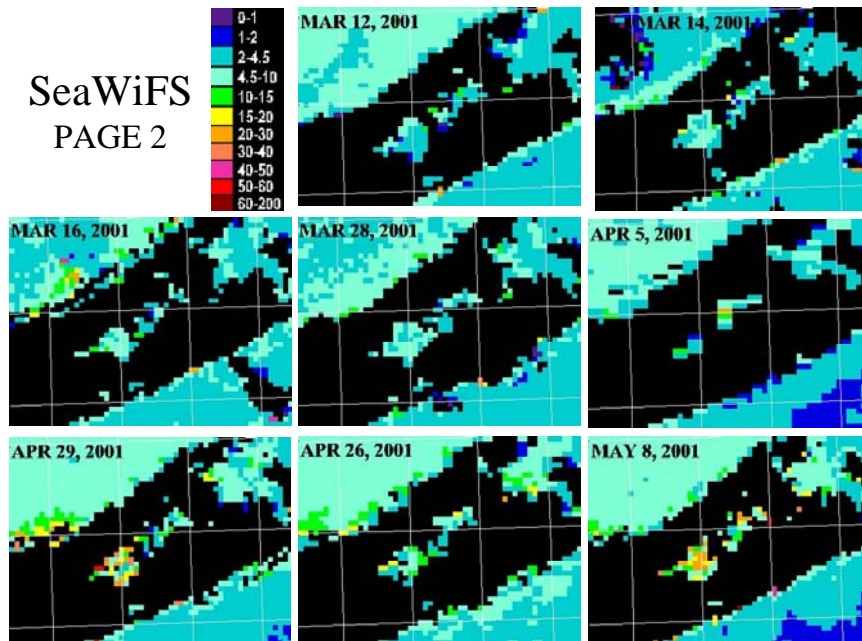 SeaWiFS
PAGE 2
0-1
1-2
2-4.5
4.5-10
10-15
15-20
20-30
30-40
40-50
50-60
60-200
MAR 12, 2001
MAR 14, 2001
MAR 16, 2001
MAR 28, 2001
APR 5, 2001
APR 29, 2001
APR 26, 2001
MAY 8, 2001